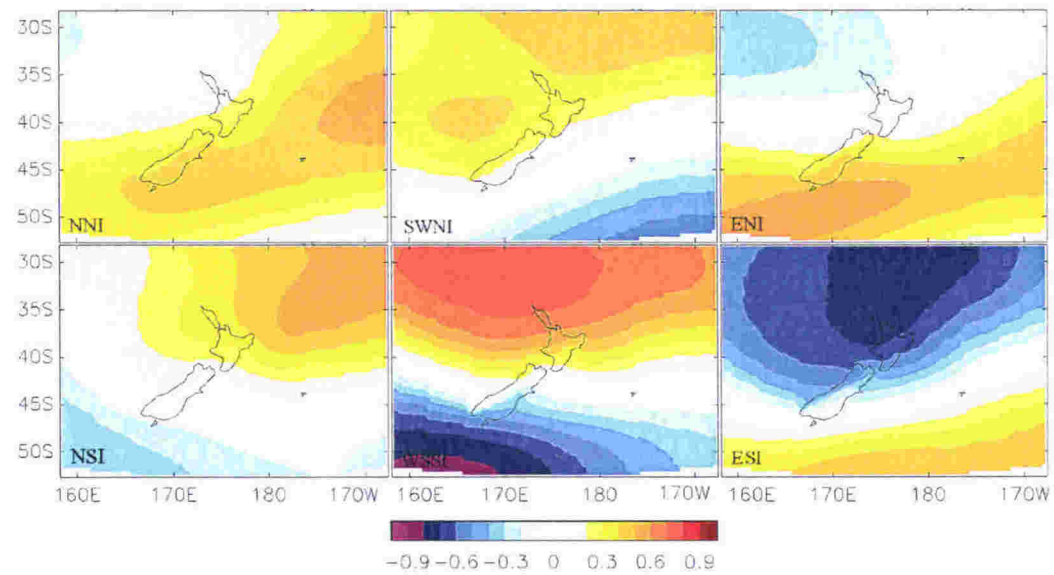 30S
35S
40S
45S
50S
NNI
SWNI
ENI
30S
35S
40S
45S
50S
NSI
ESI
160E 170E 180 170W 160E 170E 180 170W 160E 170E 180 170W
-0.9 -0.6 -0.3 0 0.3 0.6 0.9